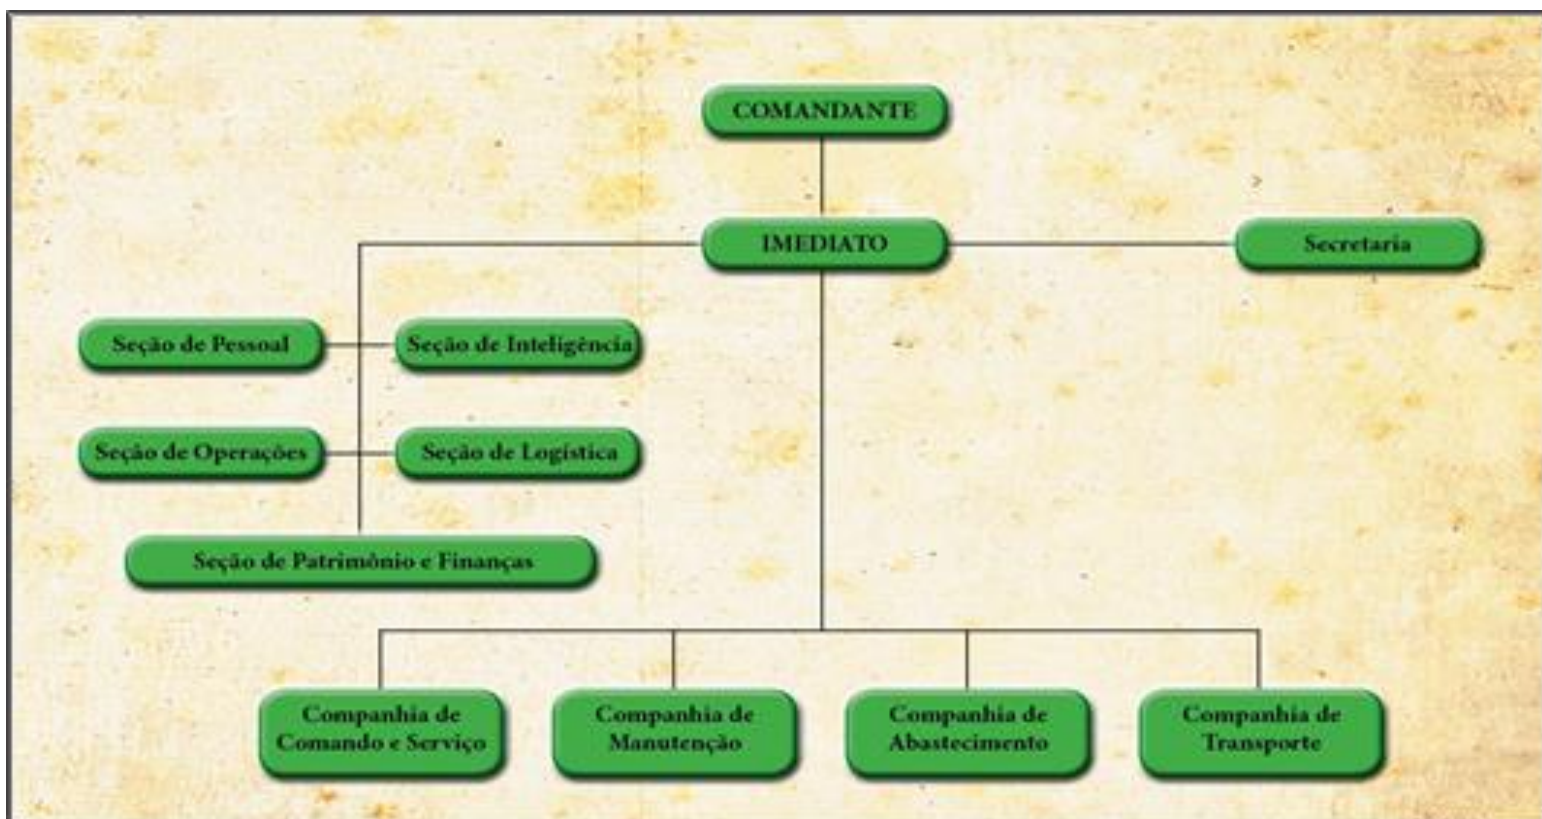 COMANDANTE
IMEDIATO
Secretaria
Seção de Pessoal
Seção de Inteligência
Seção de Operações
Seção de Logística
Seção de Patrimônio e Finanças
Companhia de
Comando e Serviço
Companhia de
Manutenção
Companhia de
Abastecimento
Companhia de
Transporte